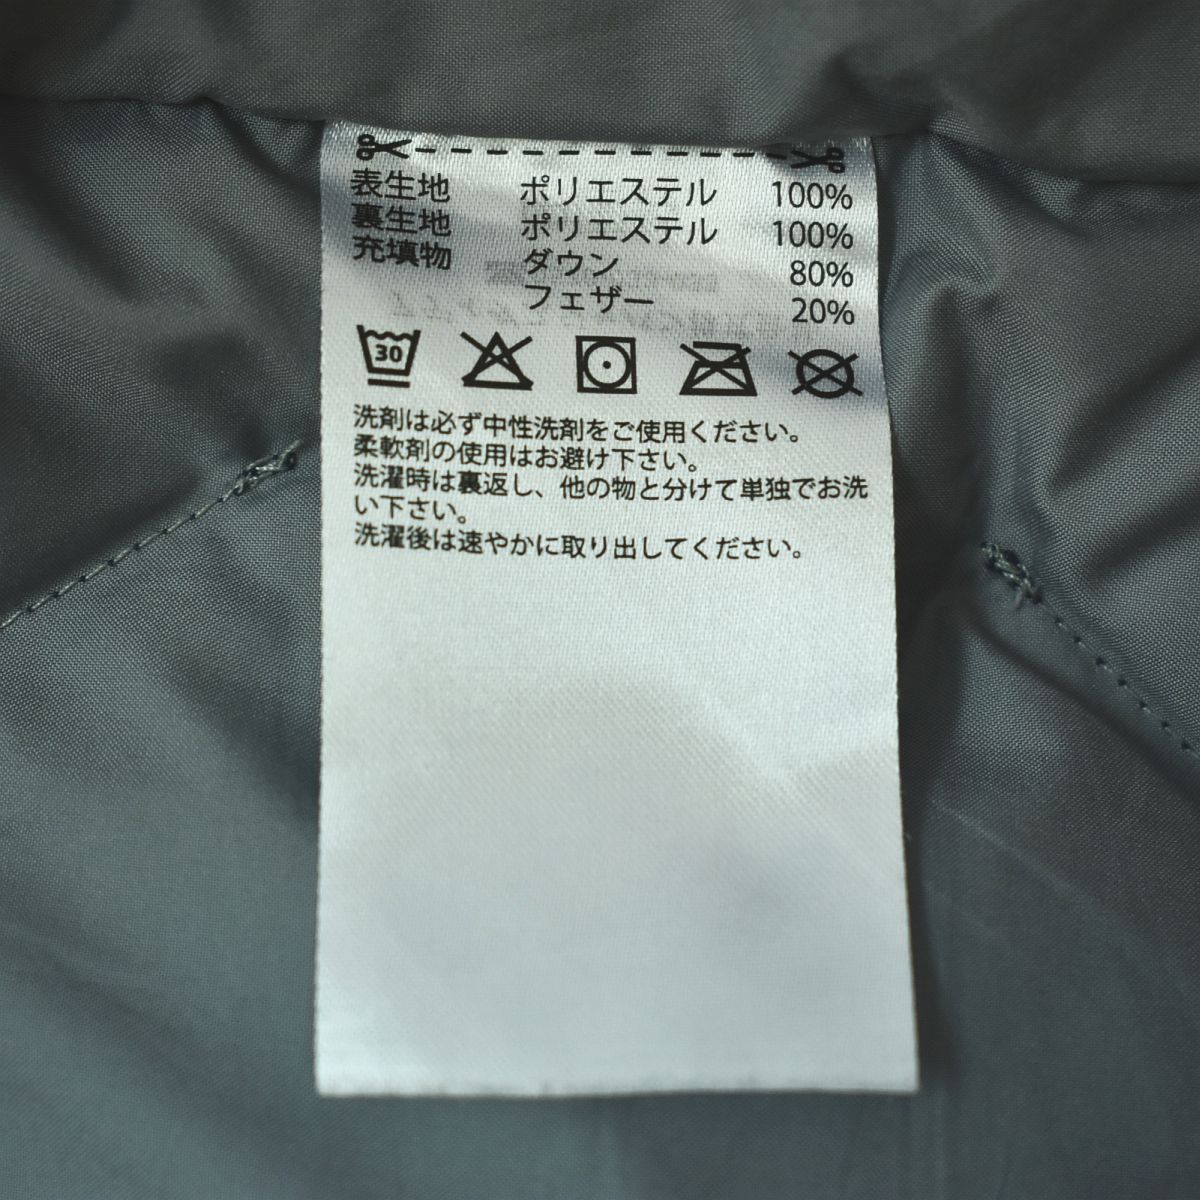 表生地 ポリエステル 100%
裏生地 ポリエステル 100%
充填物 ダウン 80%
フェザー 20%
30
洗剤は必ず中性洗剤をご使用ください。
柔軟剤の使用はお避け下さい。
洗濯時は裏返し、他の物と分けて単独でお洗
い下さい。
洗濯後は速やかに取り出してください。